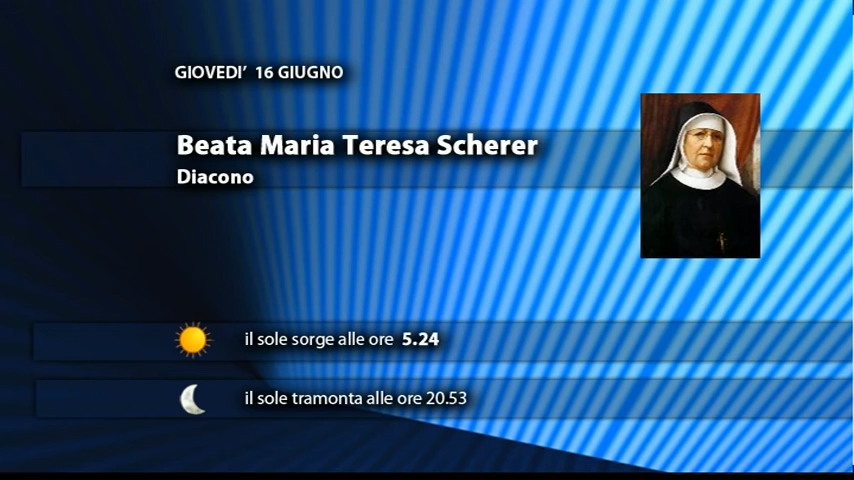 GIOVEDI' 16 GIUGNO
Beata Maria Teresa Scherer
Diacono
il sole sorge alle ore 5.24
il sole tramonta alle ore 20.53